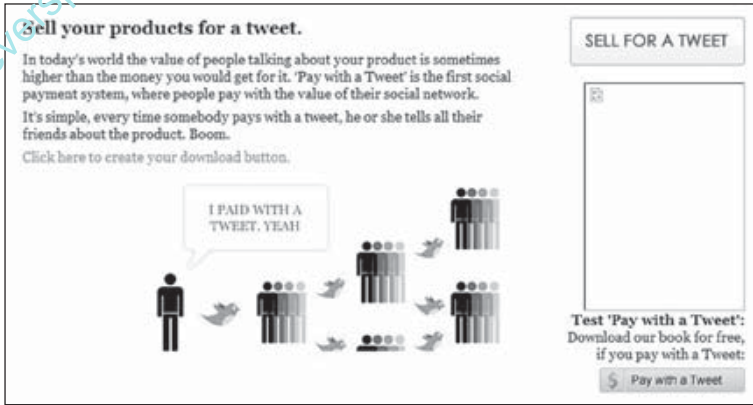 Sell your products for a tweet.
In today's world the value of people talking about your product is sometimes
higher than the money you would get for it. 'Pay with a Tweet' is the first social
payment system, where people pay with the value of their social network.
It's simple, every time somebody pays with a tweet, he or she tells all their
friends about the product. Boom.
Click here to create your download button.
I PAID WITH A
TWEET. YEAH
SELL FOR A TWEET
Test 'Pay with a Tweet':
Download our book for free,
if you pay with a Tweet:
$ Pay with a Tweet